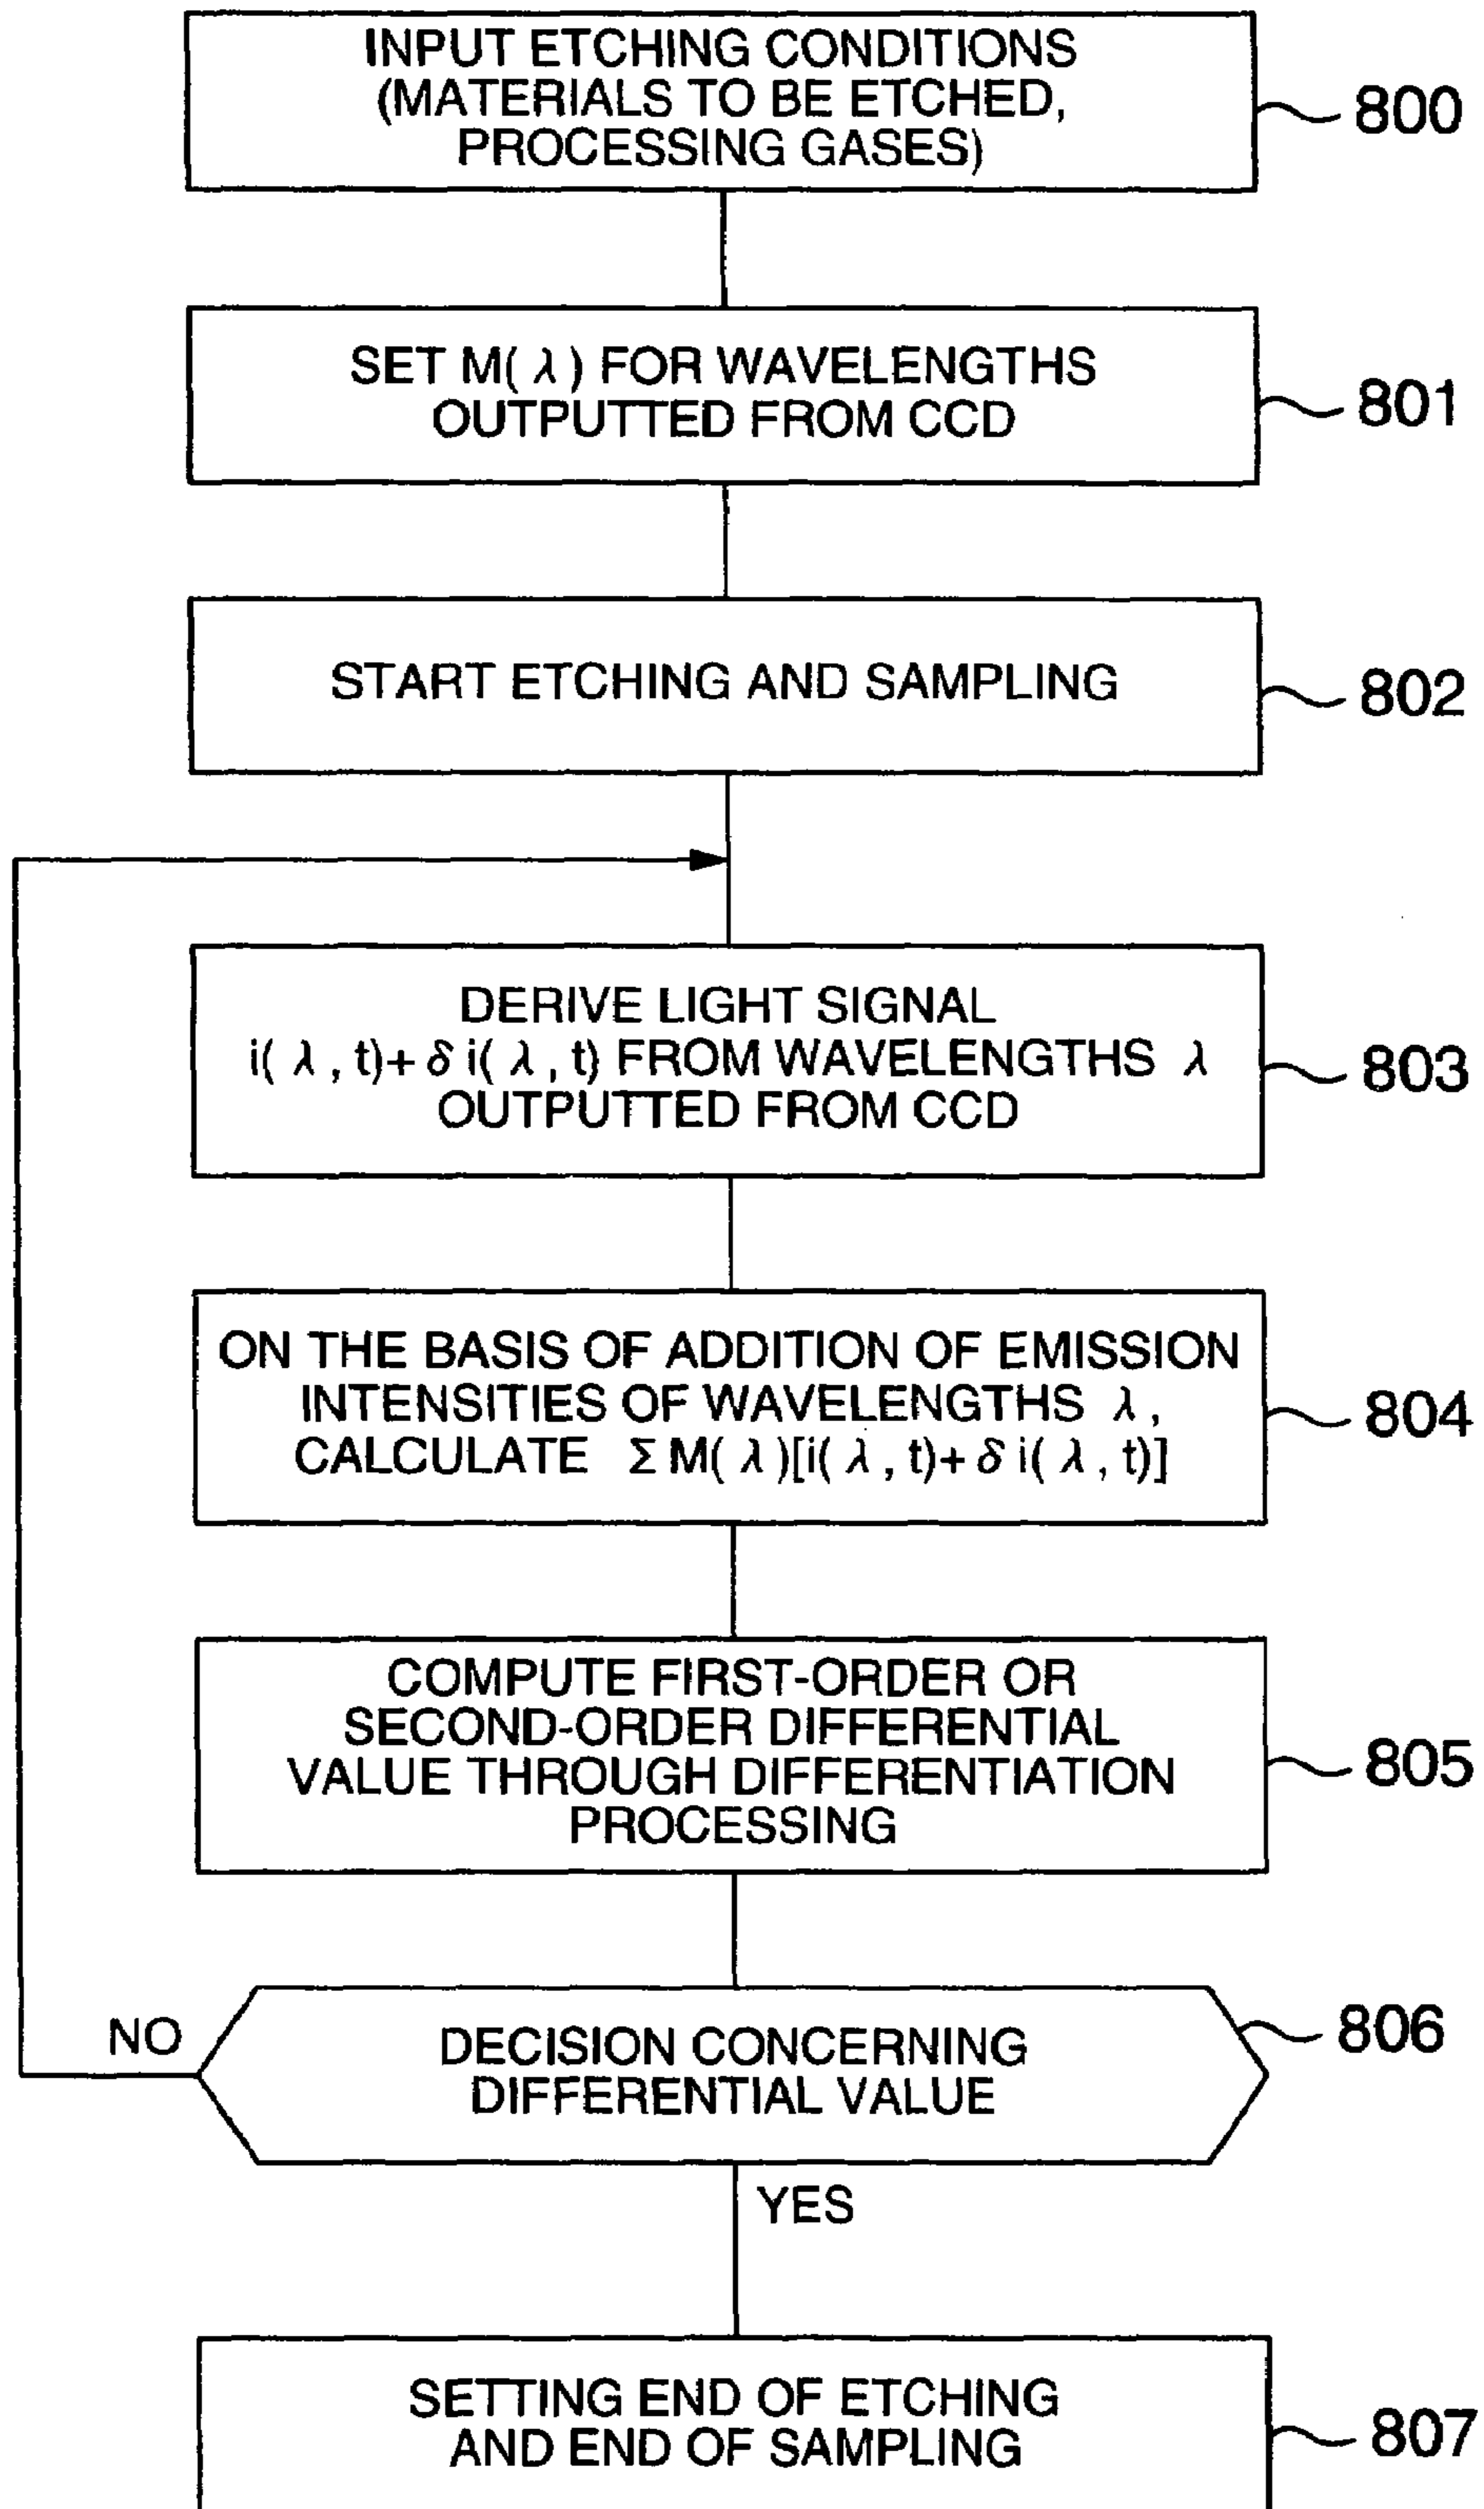 INPUT ETCHING CONDITIONS
(MATERIALS TO BE ETCHED,
PROCESSING GASES)
800
SET M( λ ) FOR WAVELENGTHS
OUTPUTTED FROM CCD
801
START ETCHING AND SAMPLING
802
DERIVE LIGHT SIGNAL
i( λ , t)+ δ i( λ , t) FROM WAVELENGTHS λ
OUTPUTTED FROM CCD
803
ON THE BASIS OF ADDITION OF EMISSION
INTENSITIES OF WAVELENGTHS λ ,
CALCULATE Σ M( λ )[i( λ , t)+ δ i( λ , t)]
804
COMPUTE FIRST-ORDER OR
SECOND-ORDER DIFFERENTIAL
VALUE THROUGH DIFFERENTIATION
PROCESSING
805
NO
DECISION CONCERNING
DIFFERENTIAL VALUE
806
YES
SETTING END OF ETCHING
AND END OF SAMPLING
807